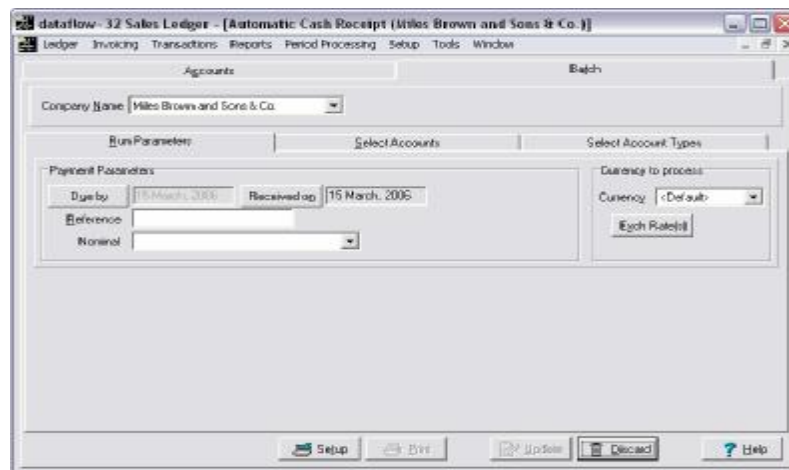 dataflow- 32 Sales Ledger - [Automatic Cash Receipt (Miles Brown and Sons & Co.)]
Ledger Invoicing Transactions Reports Period Processing Setup Tools Window
Accounts Batch
Company Name Miles Brown and Sons & Co.
Run Parameters Select Accounts Select Account Types
Payment Parameters Currency to process
Due by 15 March, 2006 Received on 15 March, 2006 Currency <Default>
Reference Exch Rate(s)
Nominal
Setup Print Update Discard Help